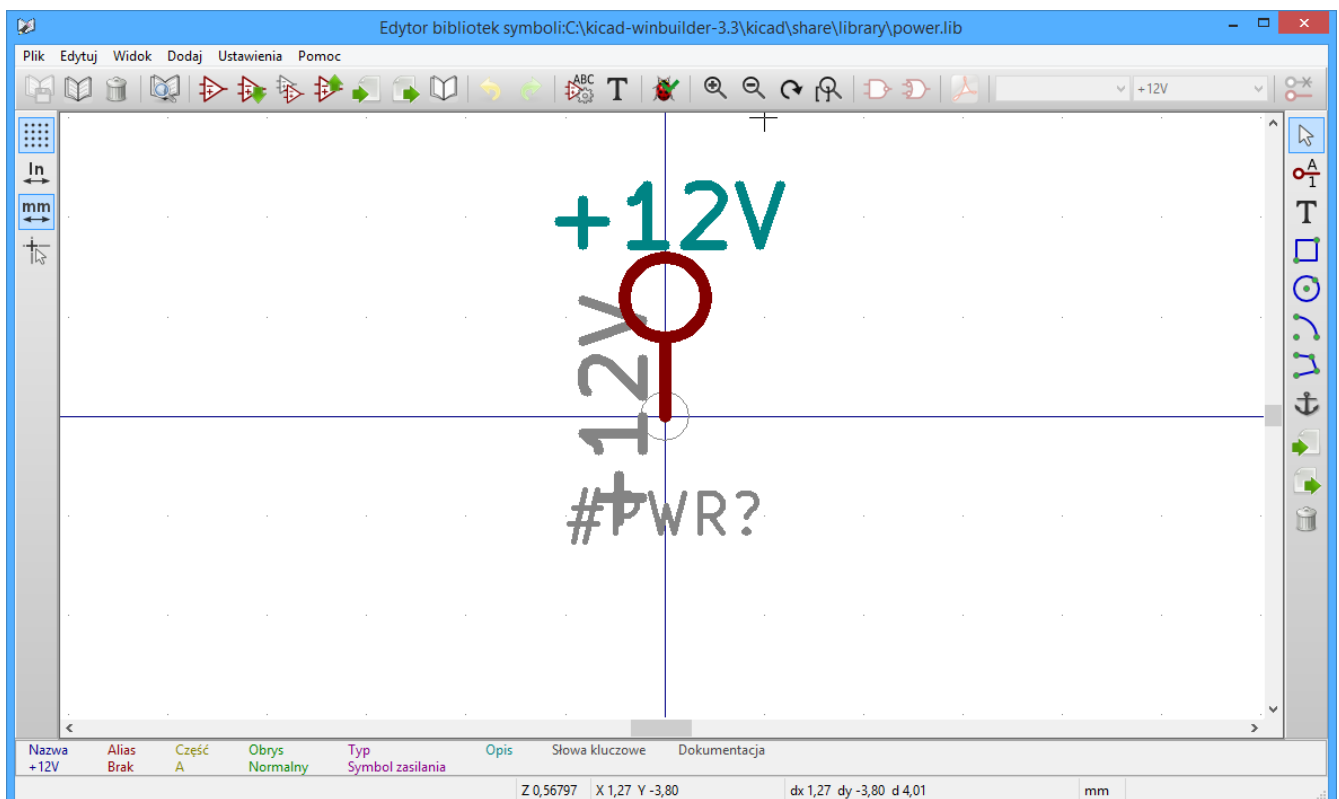 Edytor bibliotek symboli:C:\kicad-winbuilder-3.3\kicad\share\library\power.lib
Plik Edytuj Widok Dodaj Ustawienia Pomoc
ABC T +12V
In
mm
A
1
T
+12V
+12V
#PWR?
Nazwa Alias Część Obrys Typ Opis Słowa kluczowe Dokumentacja
+12V Brak A Normalny Symbol zasilania
Z 0,56797 X 1,27 Y -3,80 dx 1,27 dy -3,80 d 4,01 mm